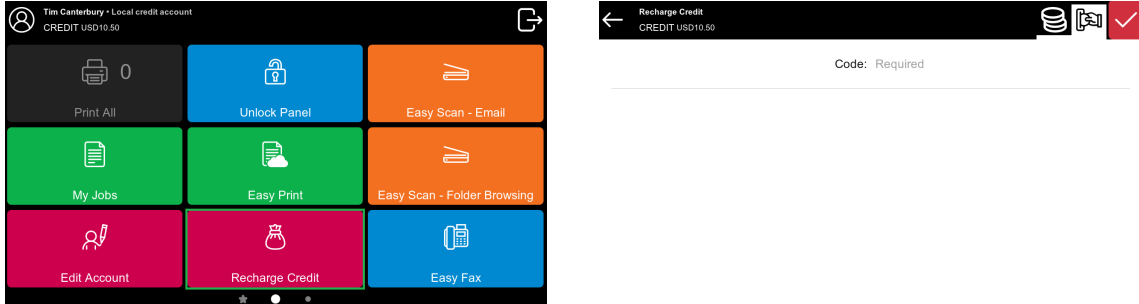 Tim Canterbury • Local credit account
CREDIT USD10.50
0
Print All
Unlock Panel
Easy Scan - Email
My Jobs
Easy Print
Easy Scan - Folder Browsing
Edit Account
Recharge Credit
Easy Fax
Recharge Credit
CREDIT USD10.50
Code: Required